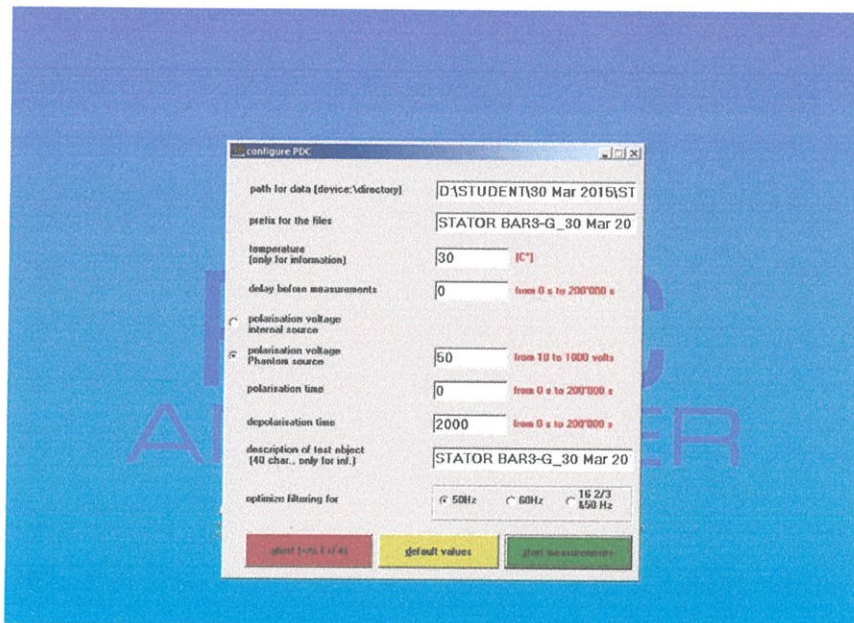 configure PDC
path for data (device:\directory)
D:\STUDENT\30 Mar 2015\ST
prefix for the files
STATOR BAR3-G_30 Mar 20
temperature
(only for information)
30
[C°]
delay before measurements
0
from 0 s to 200'000 s
polarisation voltage
internal source
polarisation voltage
Phantom source
50
from 10 to 1000 volts
polarisation time
0
from 0 s to 200'000 s
depolarisation time
2000
from 0 s to 200'000 s
description of test object
(40 char., only for inf.)
STATOR BAR3-G_30 Mar 20
optimize filtering for
50Hz
60Hz
16 2/3
&50 Hz
default values
start measurements